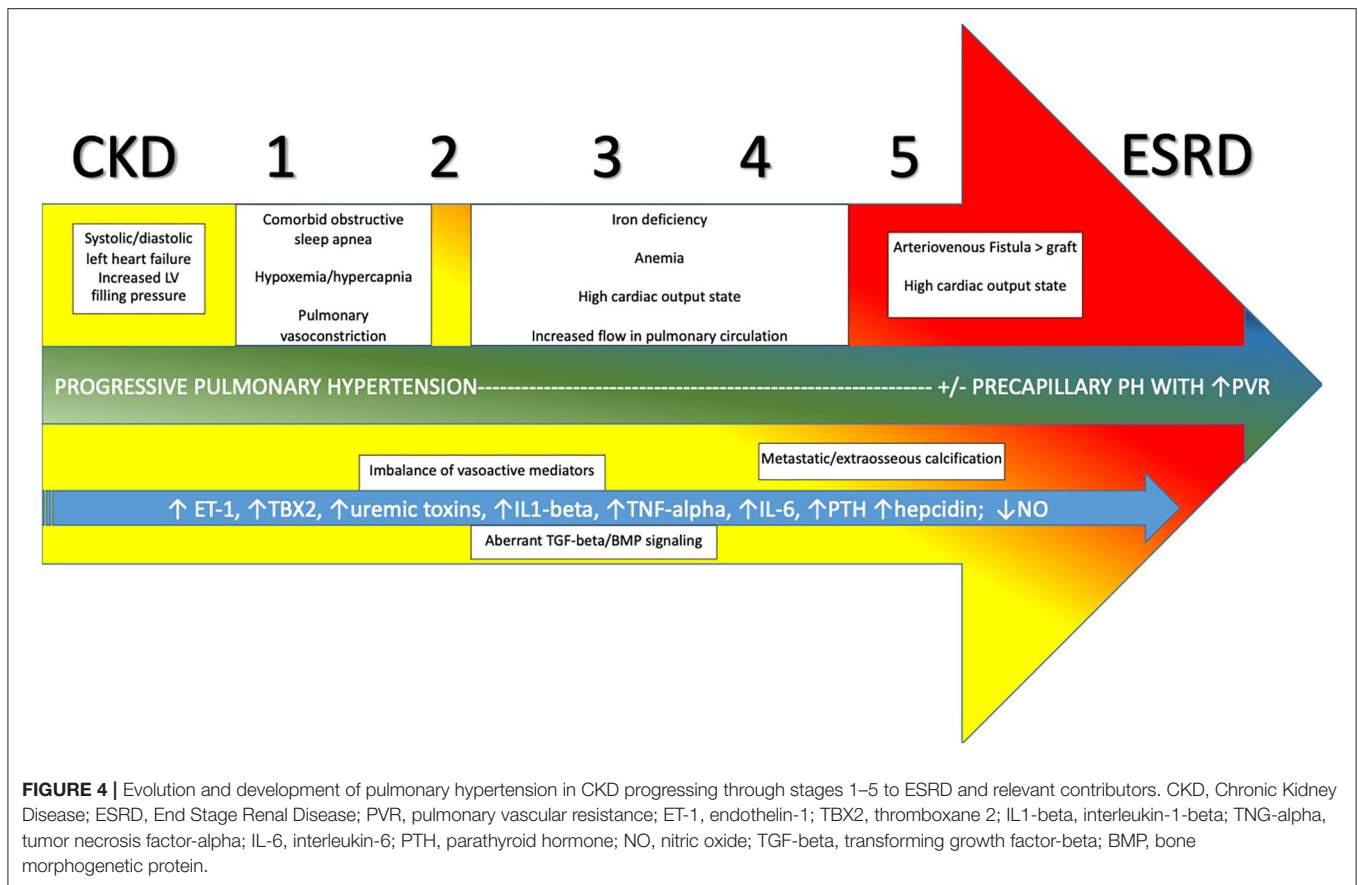 CKD 1 2 3 4 5 ESRD
Systolic/diastolic
left heart failure
Increased LV
filling pressure
Comorbid obstructive
sleep apnea
Hypoxemia/hypercapnia
Pulmonary
vasoconstriction
Iron deficiency
Anemia
High cardiac output state
Increased flow in pulmonary circulation
Arteriovenous Fistula > graft
High cardiac output state
PROGRESSIVE PULMONARY HYPERTENSION------------------------------------------------------------------------- +/- PRECAPILLARY PH WITH ↑PVR
Imbalance of vasoactive mediators
Metastatic/extraosseous calcification
↑ ET-1, ↑TBX2, ↑uremic toxins, ↑IL1-beta, ↑TNF-alpha, ↑IL-6, ↑PTH ↑hepcidin; ↓NO
Aberrant TGF-beta/BMP signaling
FIGURE 4 | Evolution and development of pulmonary hypertension in CKD progressing through stages 1–5 to ESRD and relevant contributors. CKD, Chronic Kidney
Disease; ESRD, End Stage Renal Disease; PVR, pulmonary vascular resistance; ET-1, endothelin-1; TBX2, thromboxane 2; IL1-beta, interleukin-1-beta; TNG-alpha,
tumor necrosis factor-alpha; IL-6, interleukin-6; PTH, parathyroid hormone; NO, nitric oxide; TGF-beta, transforming growth factor-beta; BMP, bone
morphogenetic protein.